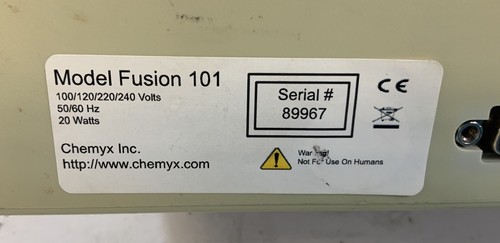 Model Fusion 101
100/120/220/240 Volts
50/60 Hz
20 Watts
Chemyx Inc.
http://www.chemyx.com
Serial #
89967
CE
Not For Use On Humans